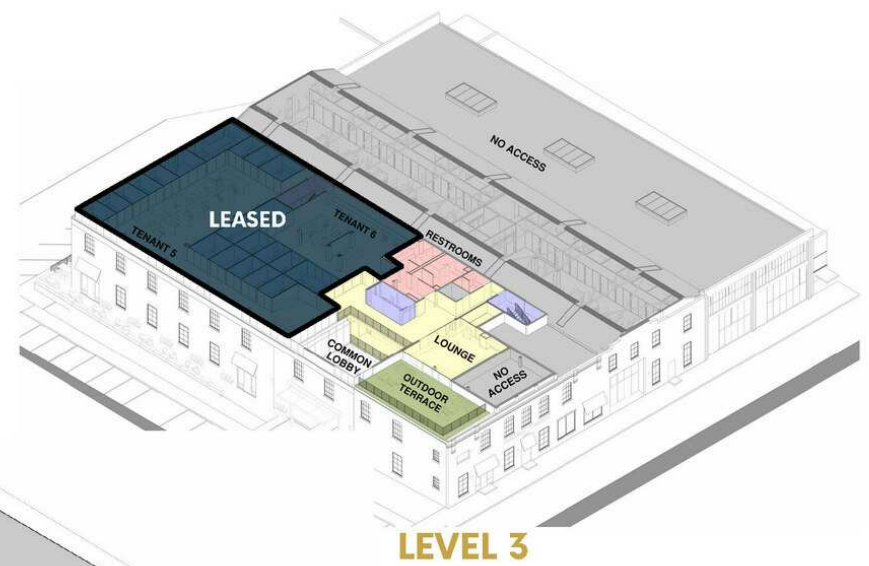 NO ACCESS
LEASED
TENANT 5
TENANT 6
RESTROOMS
LOUNGE
COMMON
LOBBY
NO
ACCESS
OUTDOOR
TERRACE
LEVEL 3